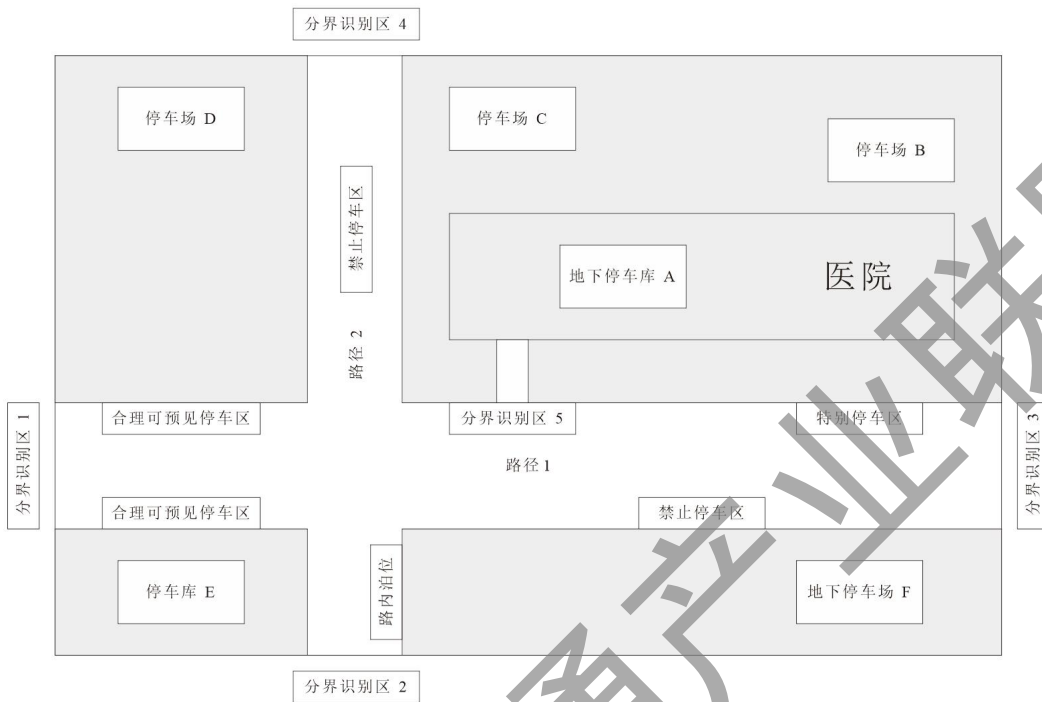 分界识别区 4
停车场 D
停车场 C
停车场 B
禁止停车区
地下停车库 A
医院
路径 2
分界识别区 1
合理可预见停车区
分界识别区 5
特别停车区
分界识别区 3
路径 1
合理可预见停车区
禁止停车区
停车库 E
路内泊位
地下停车场 F
分界识别区 2
通产业联